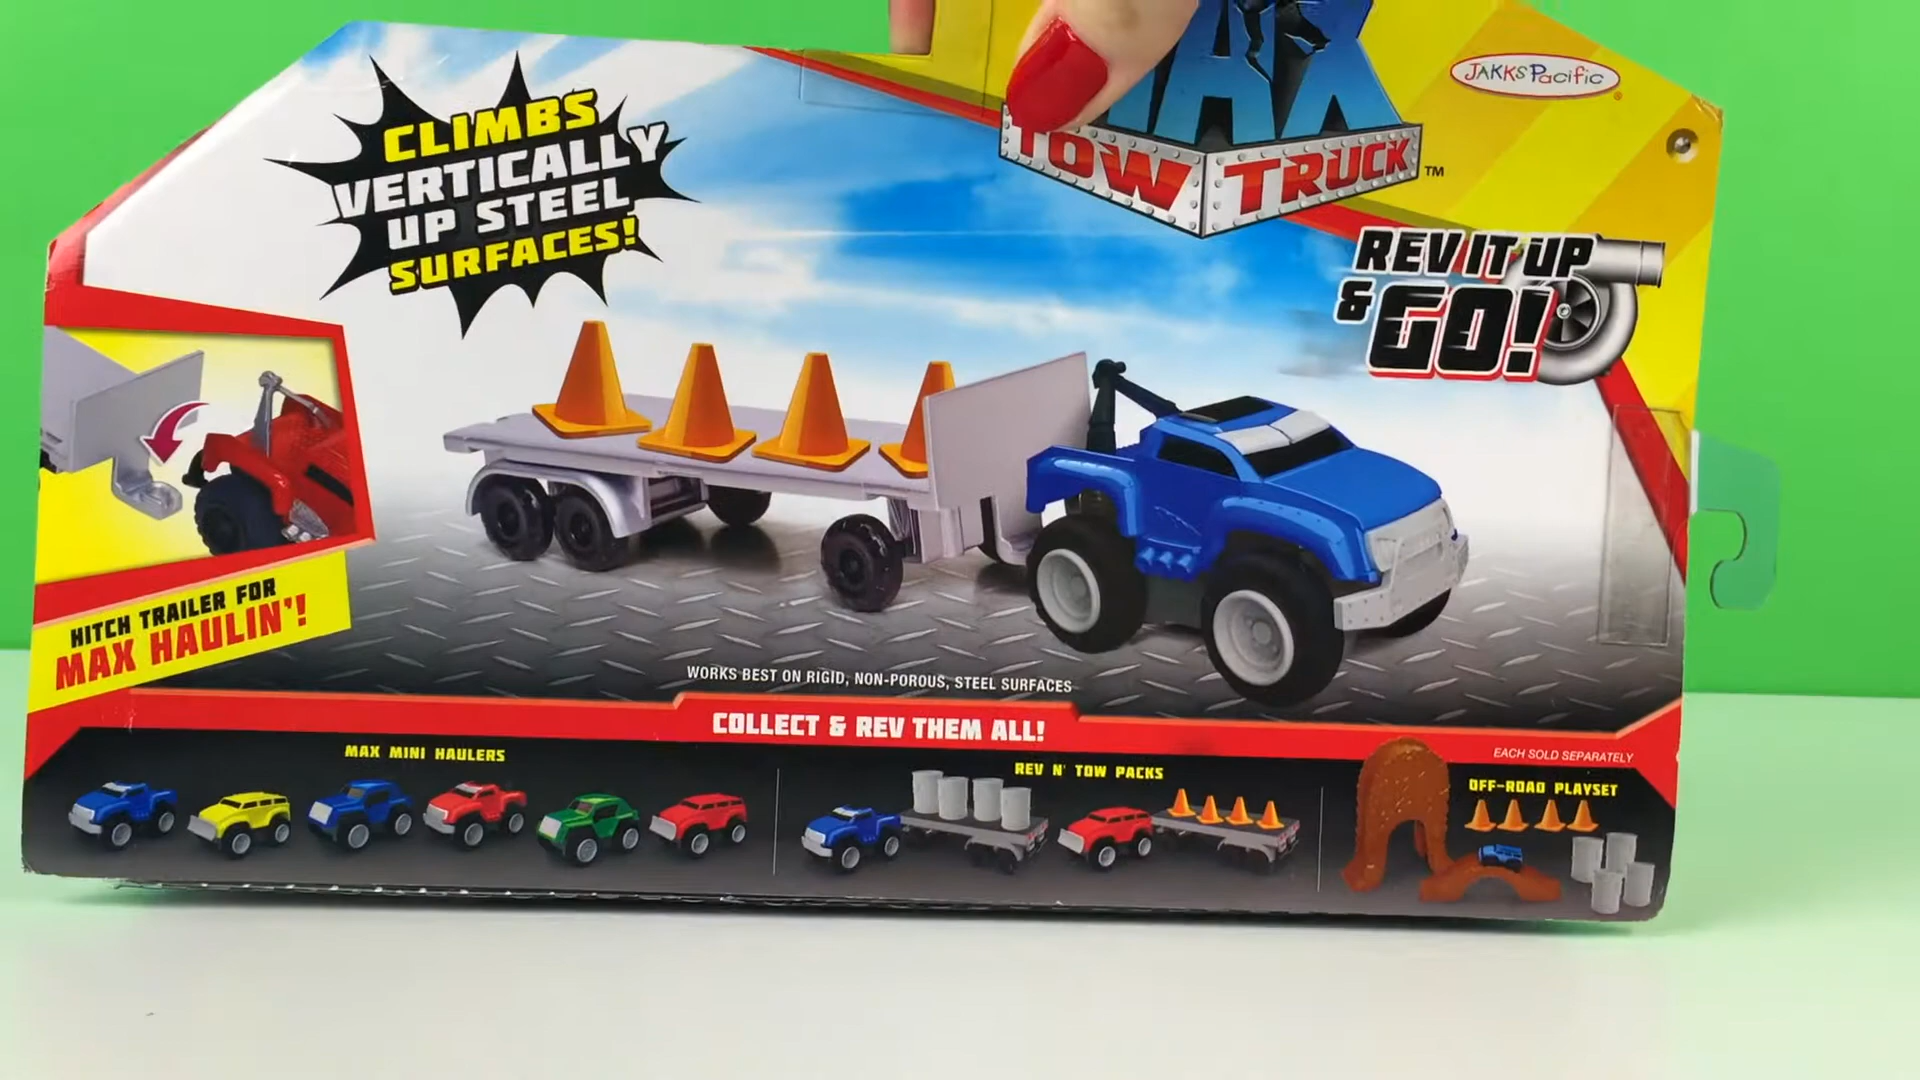 CLIMBS
VERTICALLY
UP STEEL
SURFACES!
TOW TRUCK™
JAKKS Pacific
REV IT UP
& GO!
HITCH TRAILER FOR
MAX HAULIN'!
WORKS BEST ON RIGID, NON-POROUS, STEEL SURFACES
COLLECT & REV THEM ALL!
EACH SOLD SEPARATELY
MAX MINI HAULERS
REV N' TOW PACKS
OFF-ROAD PLAYSET